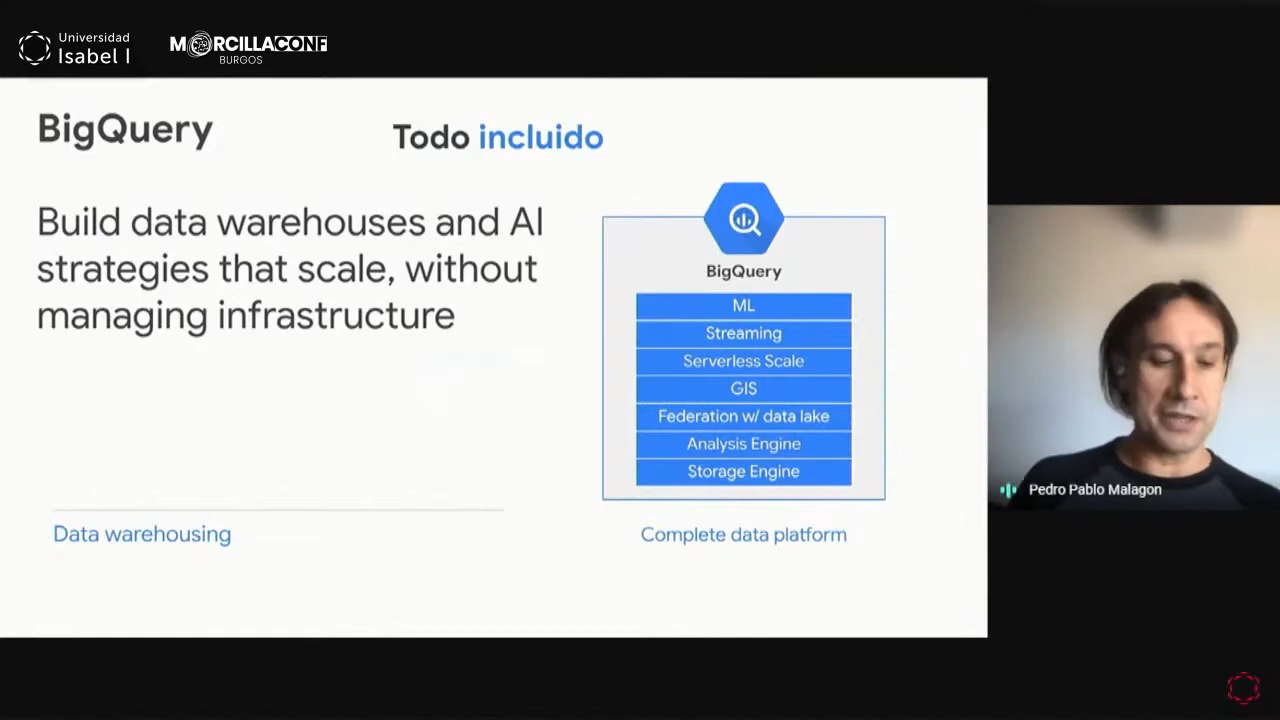 Universidad
Isabel I
MORCILLACONF
BURGOS
BigQuery
Todo incluido
Build data warehouses and AI
strategies that scale, without
managing infrastructure
BigQuery
ML
Streaming
Serverless Scale
GIS
Federation w/ data lake
Analysis Engine
Storage Engine
Data warehousing
Complete data platform
Pedro Pablo Malagon